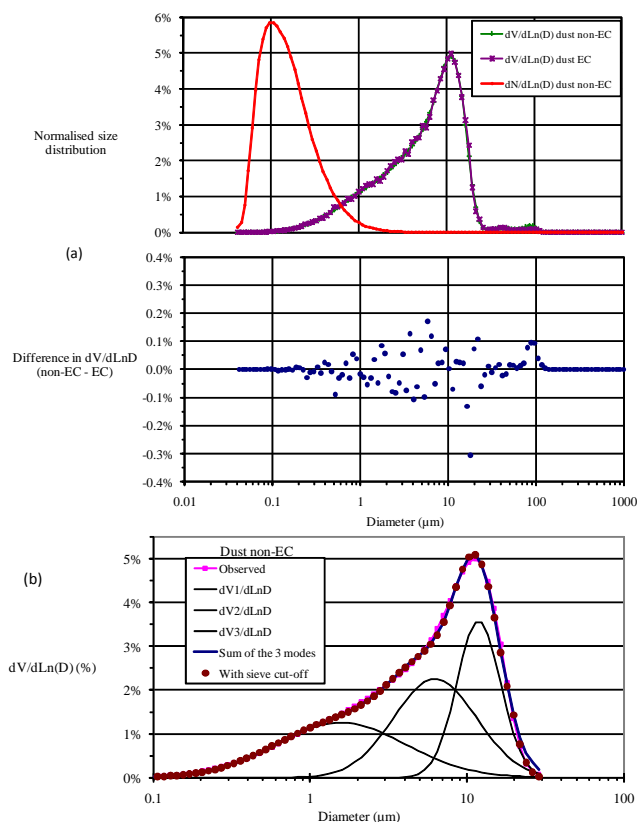 6%
5%
4%
3%
2%
1%
0%
Normalised size
distribution
dV/dLn(D) dust non-EC
dV/dLn(D) dust EC
dN/dLn(D) dust non-EC
(a)
0.4%
0.3%
0.2%
0.1%
0.0%
-0.1%
-0.2%
-0.3%
-0.4%
Difference in dV/dLnD
(non-EC - EC)
0.01 0.1 1 10 100 1000
Diameter (µm)
(b)
5%
4%
3%
2%
1%
0%
dV/dLn(D) (%)
Dust non-EC
Observed
dV1/dLnD
dV2/dLnD
dV3/dLnD
Sum of the 3 modes
With sieve cut-off
0.1 1 10 100
Diameter (µm)